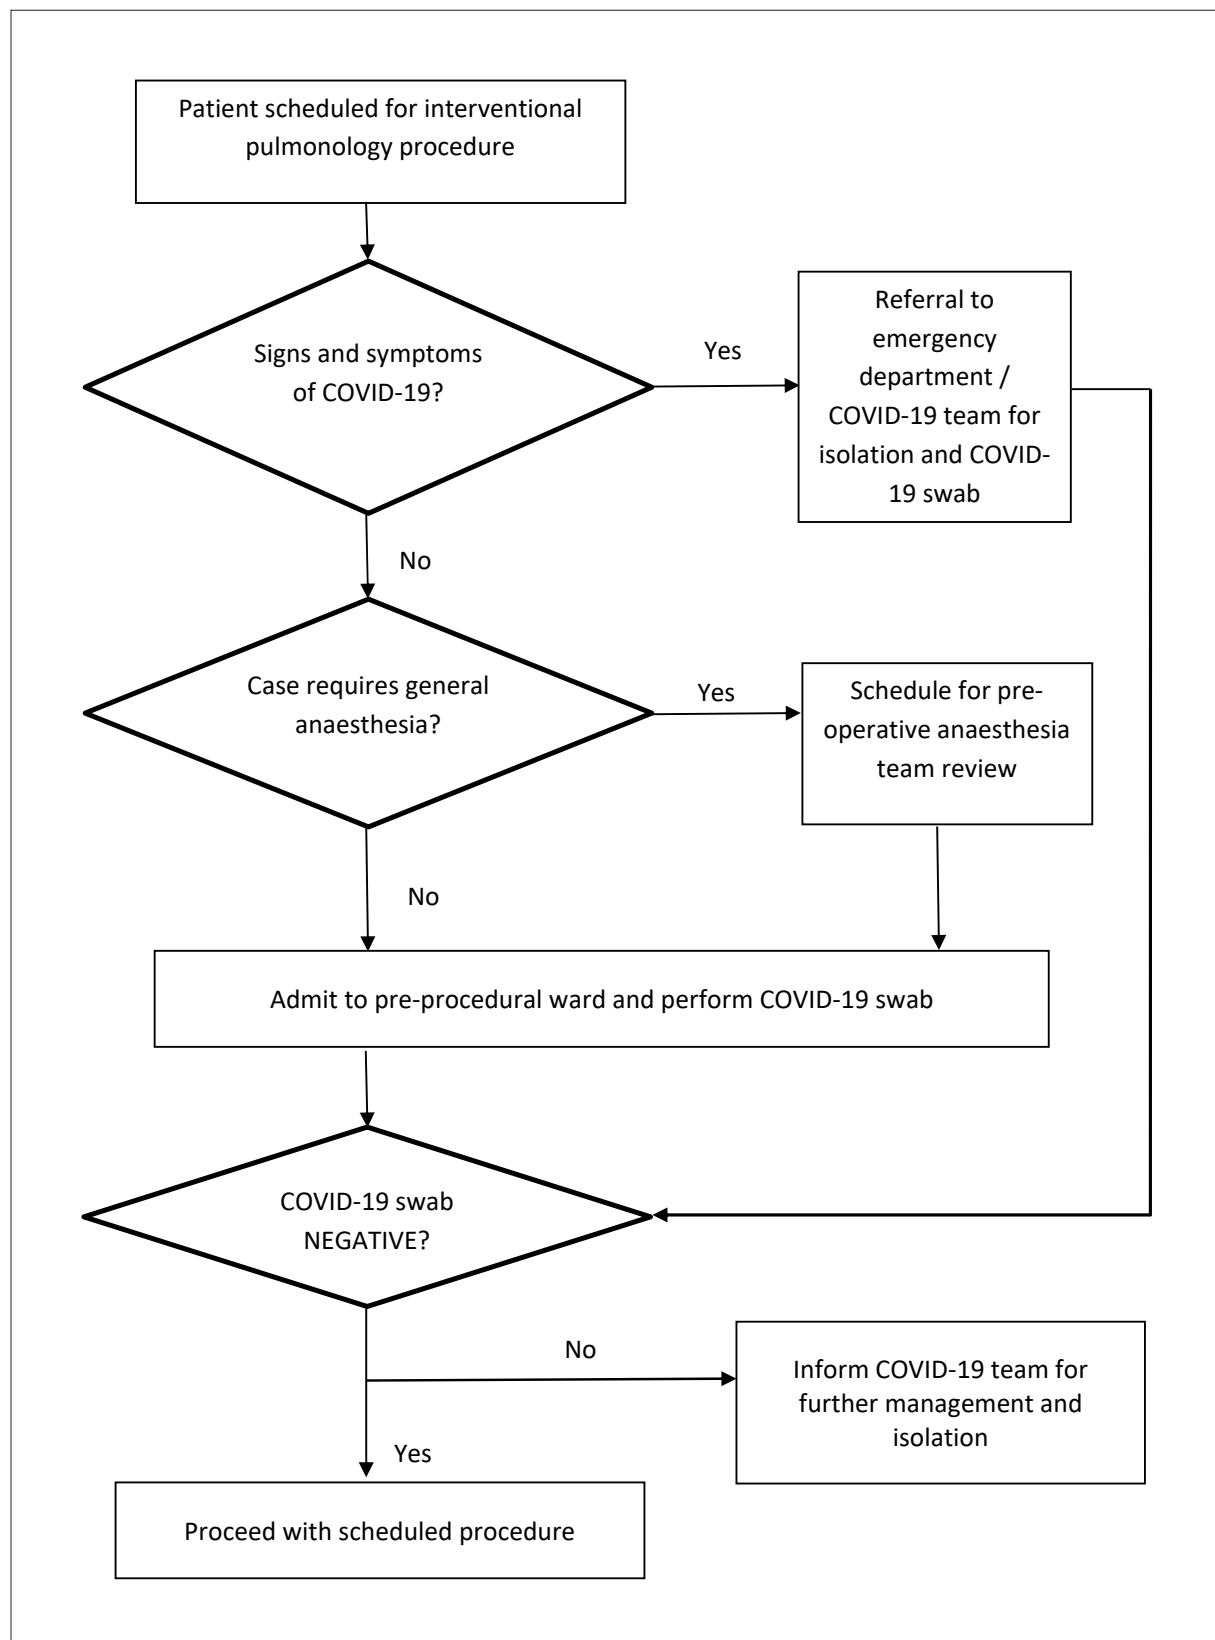 Patient scheduled for interventional
pulmonology procedure
Signs and symptoms
of COVID-19?
Yes
Referral to
emergency
department /
COVID-19 team for
isolation and COVID-
19 swab
No
Case requires general
anaesthesia?
Yes
Schedule for pre-
operative anaesthesia
team review
No
Admit to pre-procedural ward and perform COVID-19 swab
COVID-19 swab
NEGATIVE?
No
Inform COVID-19 team for
further management and
isolation
Yes
Proceed with scheduled procedure